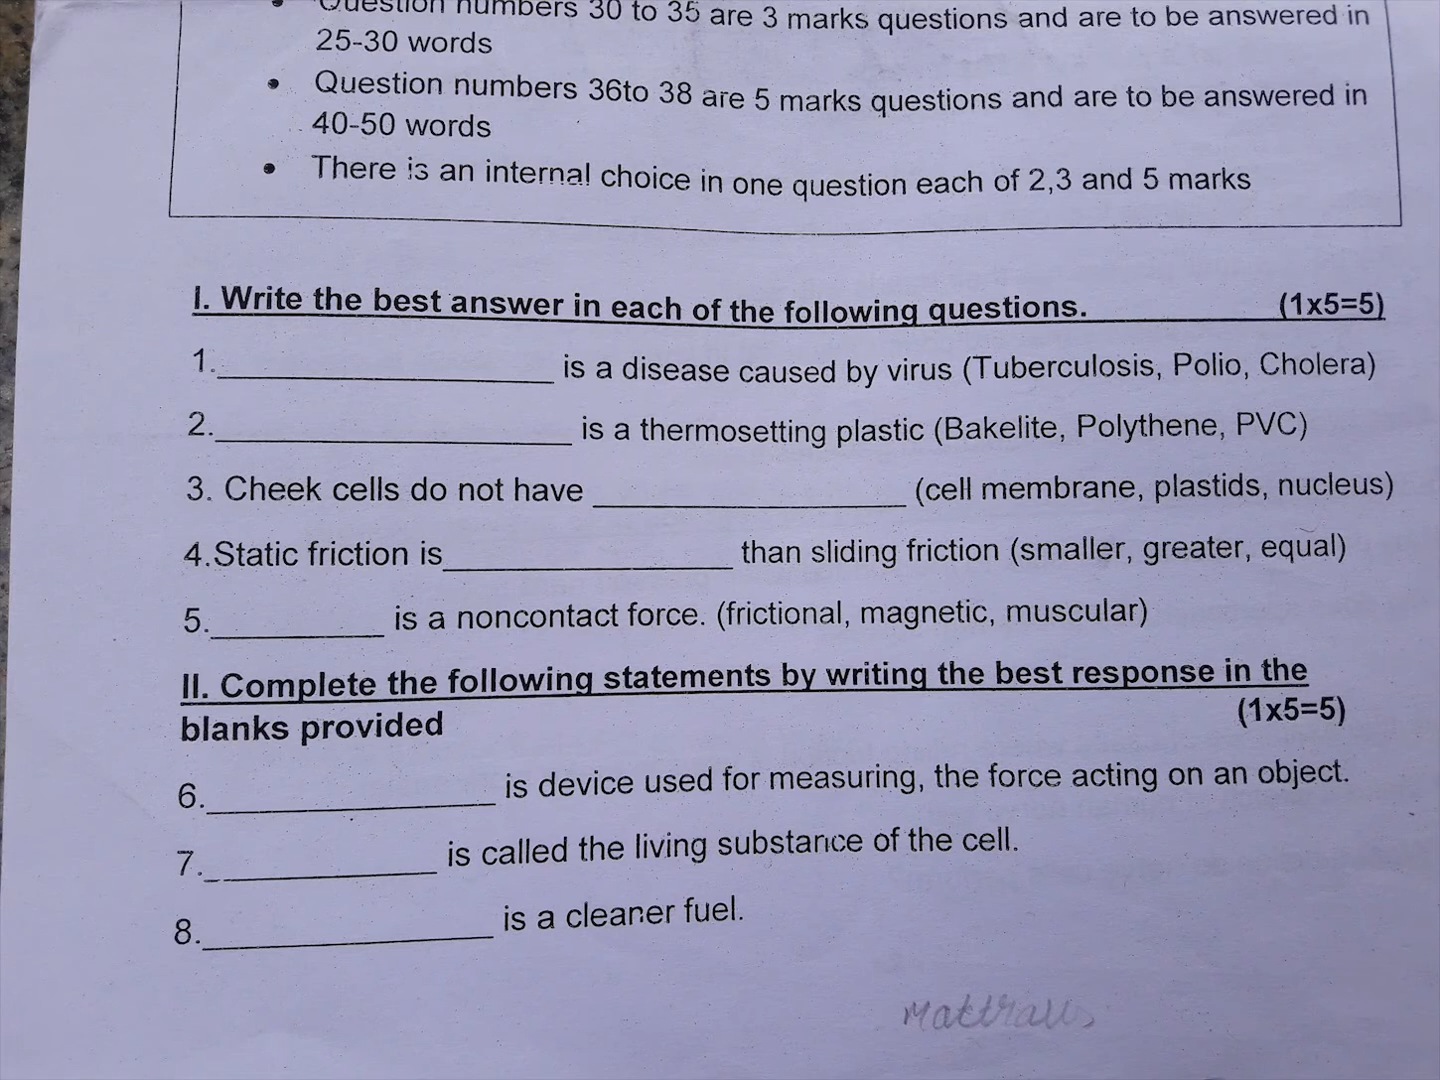 Question numbers 30 to 35 are 3 marks questions and are to be answered in
25-30 words
• Question numbers 36to 38 are 5 marks questions and are to be answered in
40-50 words
• There is an internal choice in one question each of 2,3 and 5 marks
I. Write the best answer in each of the following questions. (1x5=5)
1.______________ is a disease caused by virus (Tuberculosis, Polio, Cholera)
2.______________ is a thermosetting plastic (Bakelite, Polythene, PVC)
3. Cheek cells do not have ______________ (cell membrane, plastids, nucleus)
4.Static friction is______________ than sliding friction (smaller, greater, equal)
5.________ is a noncontact force. (frictional, magnetic, muscular)
II. Complete the following statements by writing the best response in the
blanks provided (1x5=5)
6.______________ is device used for measuring, the force acting on an object.
7.____________ is called the living substance of the cell.
8.______________ is a cleaner fuel.